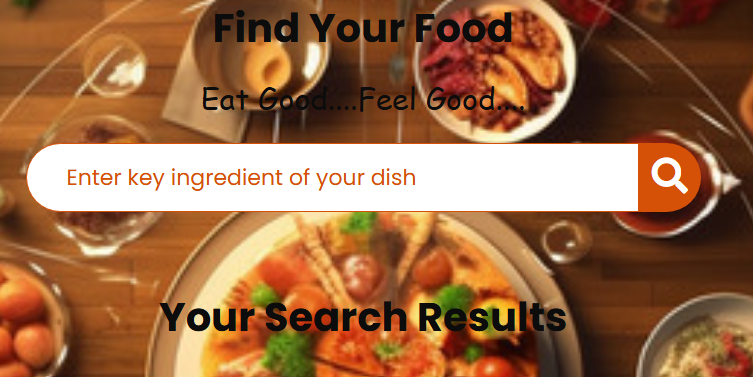 Find Your Food
Eat Good....Feel Good....
Enter key ingredient of your dish
Your Search Results